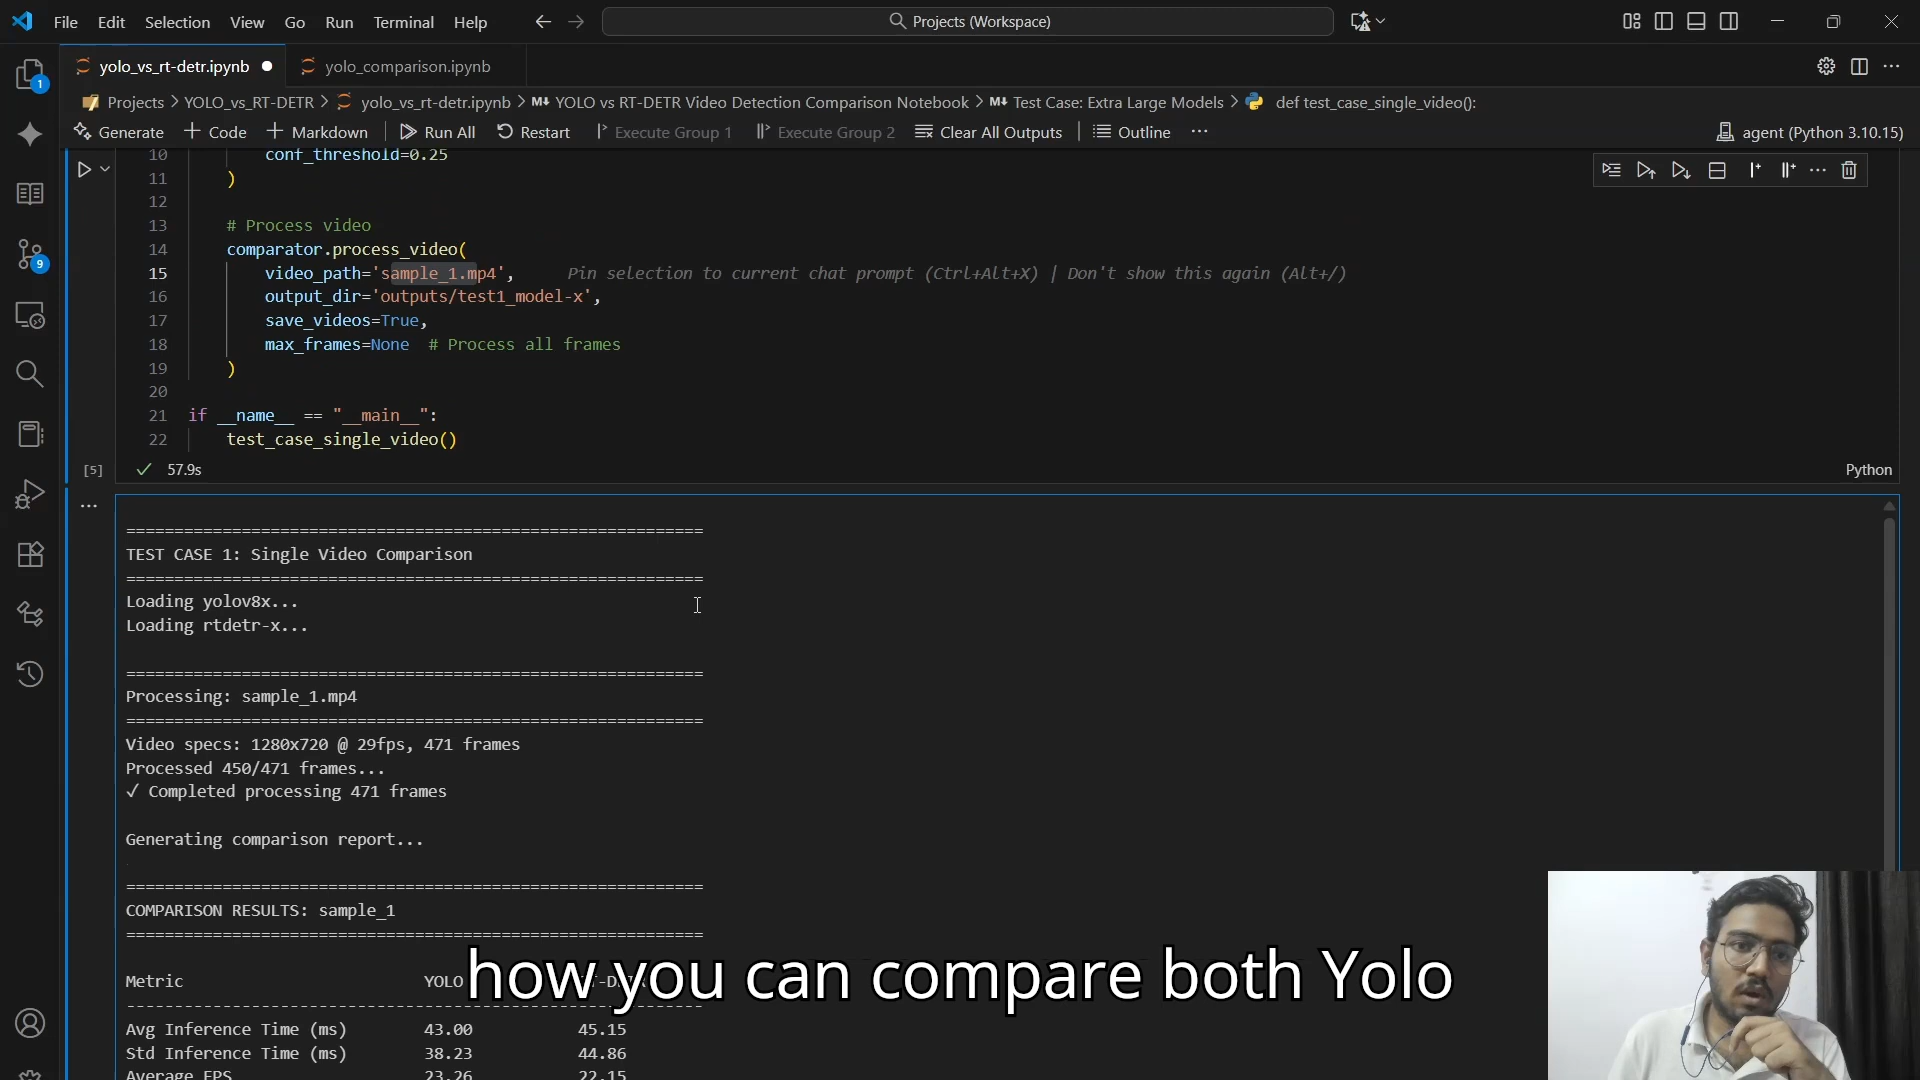 File Edit Selection View Go Run Terminal Help
Projects (Workspace)
yolo_vs_rt-detr.ipynb
yolo_comparison.ipynb
Projects > YOLO_vs_RT-DETR > yolo_vs_rt-detr.ipynb > M↓ YOLO vs RT-DETR Video Detection Comparison Notebook > M↓ Test Case: Extra Large Models > def test_case_single_video():
Generate + Code + Markdown Run All Restart Execute Group 1 Execute Group 2 Clear All Outputs Outline ...
agent (Python 3.10.15)
1
9
10 conf_threshold=0.25
11 )
12
13 # Process video
14 comparator.process_video(
15 video_path='sample_1.mp4', Pin selection to current chat prompt (Ctrl+Alt+X) | Don't show this again (Alt+/)
16 output_dir='outputs/test1_model-x',
17 save_videos=True,
18 max_frames=None # Process all frames
19 )
20
21 if __name__ == "__main__":
22 test_case_single_video()
[5] ✓ 57.9s
Python
============================================================
TEST CASE 1: Single Video Comparison
============================================================
Loading yolov8x...
Loading rtdetr-x...
============================================================
Processing: sample_1.mp4
============================================================
Video specs: 1280x720 @ 29fps, 471 frames
Processed 450/471 frames...
✓ Completed processing 471 frames
Generating comparison report...
============================================================
COMPARISON RESULTS: sample_1
============================================================
Metric YOLO
how you can compare both Yolo
------------------------------------------------------------
Avg Inference Time (ms) 43.00 45.15
Std Inference Time (ms) 38.23 44.86
Average FPS 23.26 22.15